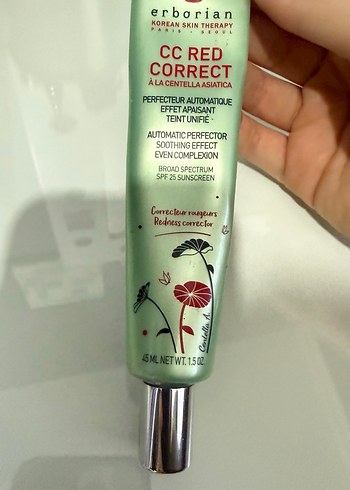 erborian
KOREAN SKIN THERAPY
PARIS - SEOUL
CC RED
CORRECT
À LA CENTELLA ASIATICA
PERFECTEUR AUTOMATIQUE
EFFET APAISANT
TEINT UNIFIÉ
AUTOMATIC PERFECTOR
SOOTHING EFFECT
EVEN COMPLEXION
BROAD SPECTRUM
SPF 25 SUNSCREEN
Correcteur rougeurs
Redness corrector
Centella A.
45 ML NET WT. 1.5 OZ.